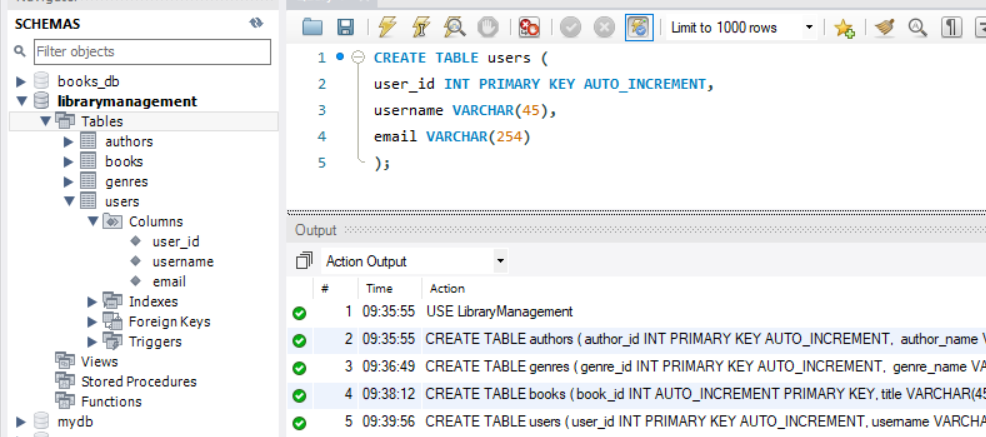 SCHEMAS
Filter objects
books_db
librarymanagement
Tables
authors
books
genres
users
Columns
user_id
username
email
Indexes
Foreign Keys
Triggers
Views
Stored Procedures
Functions
mydb
Limit to 1000 rows
1 CREATE TABLE users (
2 user_id INT PRIMARY KEY AUTO_INCREMENT,
3 username VARCHAR(45),
4 email VARCHAR(254)
5 );
Output
Action Output
# Time Action
1 09:35:55 USE LibraryManagement
2 09:35:55 CREATE TABLE authors ( author_id INT PRIMARY KEY AUTO_INCREMENT, author_name V
3 09:36:49 CREATE TABLE genres ( genre_id INT PRIMARY KEY AUTO_INCREMENT, genre_name VA
4 09:38:12 CREATE TABLE books ( book_id INT AUTO_INCREMENT PRIMARY KEY, title VARCHAR(45
5 09:39:56 CREATE TABLE users ( user_id INT PRIMARY KEY AUTO_INCREMENT, username VARCHA